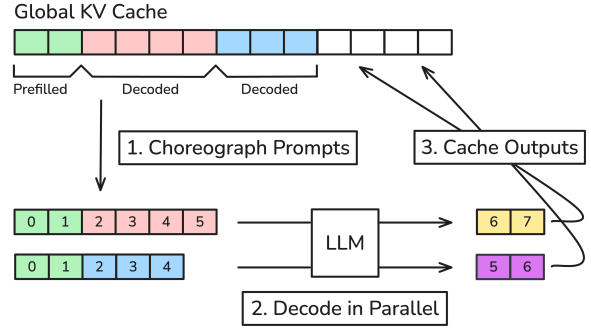 Global KV Cache
Prefilled Decoded Decoded
1. Choreograph Prompts
3. Cache Outputs
0 1 2 3 4 5
6 7
LLM
0 1 2 3 4
5 6
2. Decode in Parallel